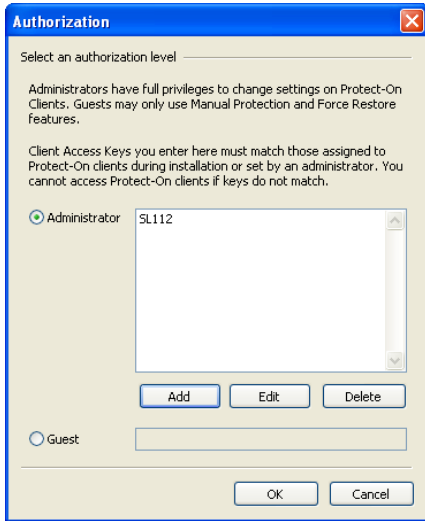 Authorization
Select an authorization level
Administrators have full privileges to change settings on Protect-On
Clients. Guests may only use Manual Protection and Force Restore
features.
Client Access Keys you enter here must match those assigned to
Protect-On clients during installation or set by an administrator. You
cannot access Protect-On clients if keys do not match.
Administrator
SL112
Add
Edit
Delete
Guest
OK
Cancel